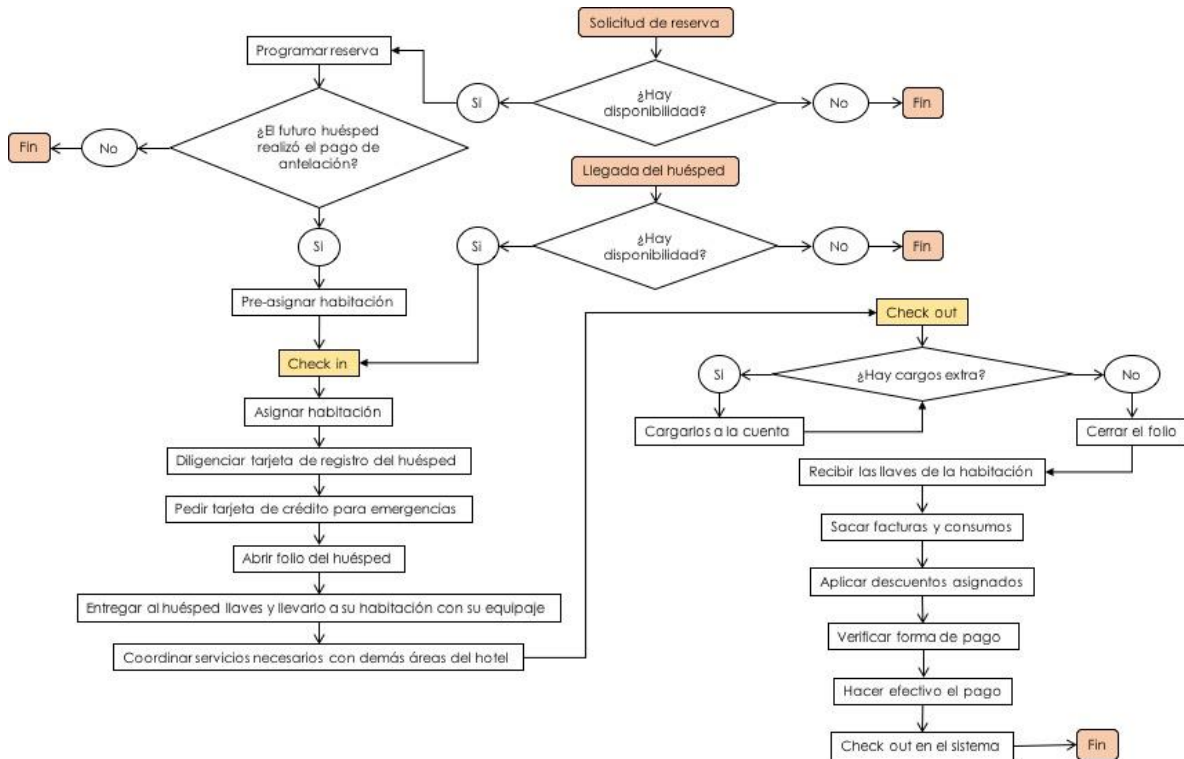 Solicitud de reserva
Programar reserva
¿Hay
disponibilidad?
Si
No
Fin
¿El futuro huésped
realizó el pago de
antelación?
No
Fin
Si
Llegada del huésped
¿Hay
disponibilidad?
Si
No
Fin
Pre-asignar habitación
Check in
Asignar habitación
Diligenciar tarjeta de registro del huésped
Pedir tarjeta de crédito para emergencias
Abrir folio del huésped
Entregar al huésped llaves y llevarlo a su habitación con su equipaje
Coordinar servicios necesarios con demás áreas del hotel
Check out
¿Hay cargos extra?
Si
No
Cargarlos a la cuenta
Cerrar el folio
Recibir las llaves de la habitación
Sacar facturas y consumos
Aplicar descuentos asignados
Verificar forma de pago
Hacer efectivo el pago
Check out en el sistema
Fin